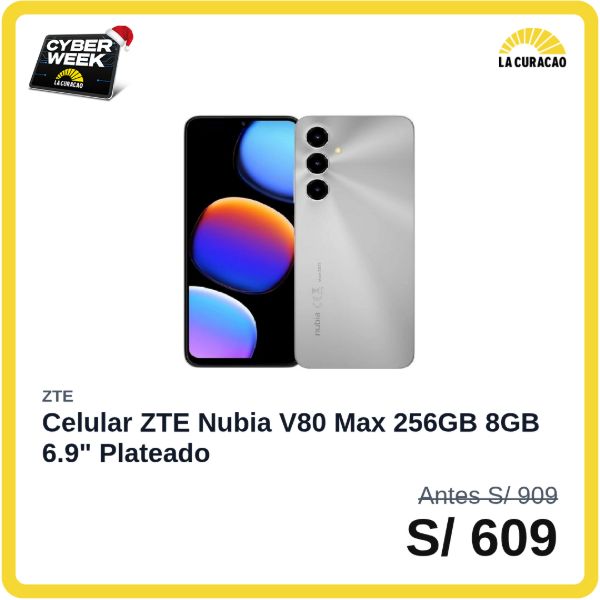 CYBER
WEEK
LA CURACAO
LA CURACAO
nubia
ZTE
Celular ZTE Nubia V80 Max 256GB 8GB
6.9" Plateado
Antes S/ 909
S/ 609